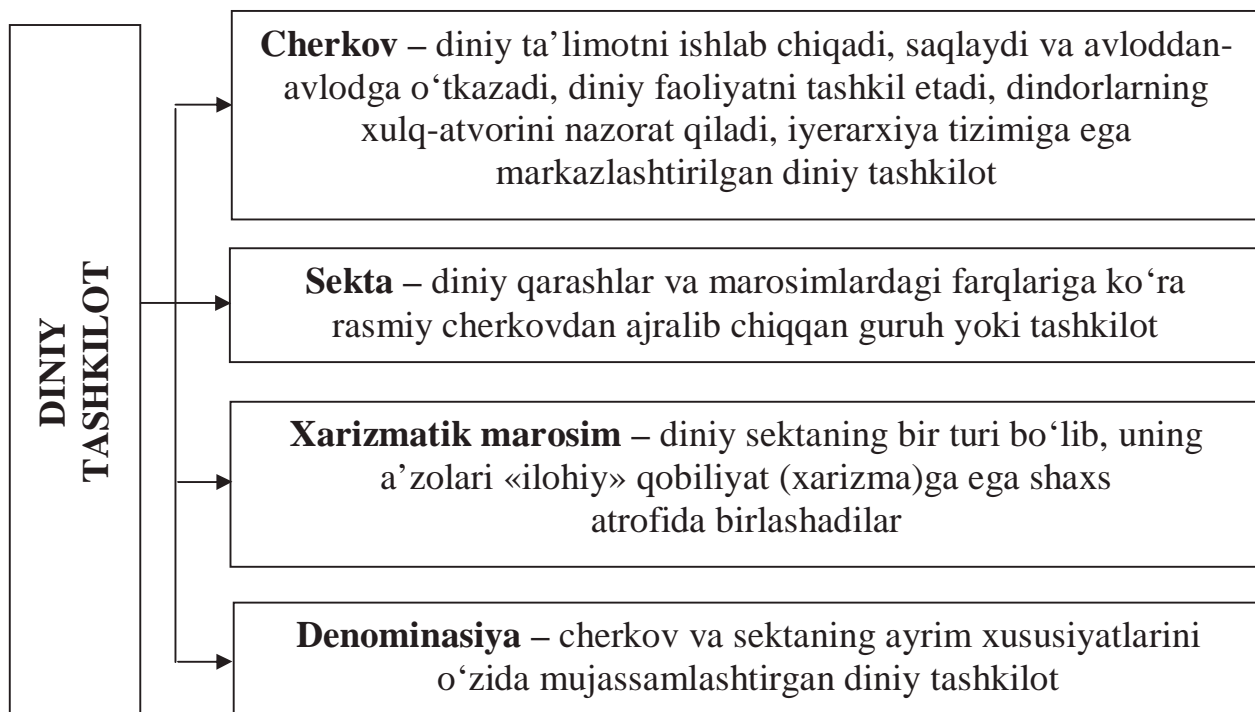 DINIY
TASHKILOT
Cherkov – diniy ta’limotni ishlab chiqadi, saqlaydi va avloddan-
avlodga o‘tkazadi, diniy faoliyatni tashkil etadi, dindorlarning
xulq-atvorini nazorat qiladi, iyerarxiya tizimiga ega
markazlashtirilgan diniy tashkilot
Sekta – diniy qarashlar va marosimlardagi farqlariga ko‘ra
rasmiy cherkovdan ajralib chiqqan guruh yoki tashkilot
Xarizmatik marosim – diniy sektaning bir turi bo‘lib, uning
a’zolari «ilohiy» qobiliyat (xarizma)ga ega shaxs
atrofida birlashadilar
Denominasiya – cherkov va sektaning ayrim xususiyatlarini
o‘zida mujassamlashtirgan diniy tashkilot